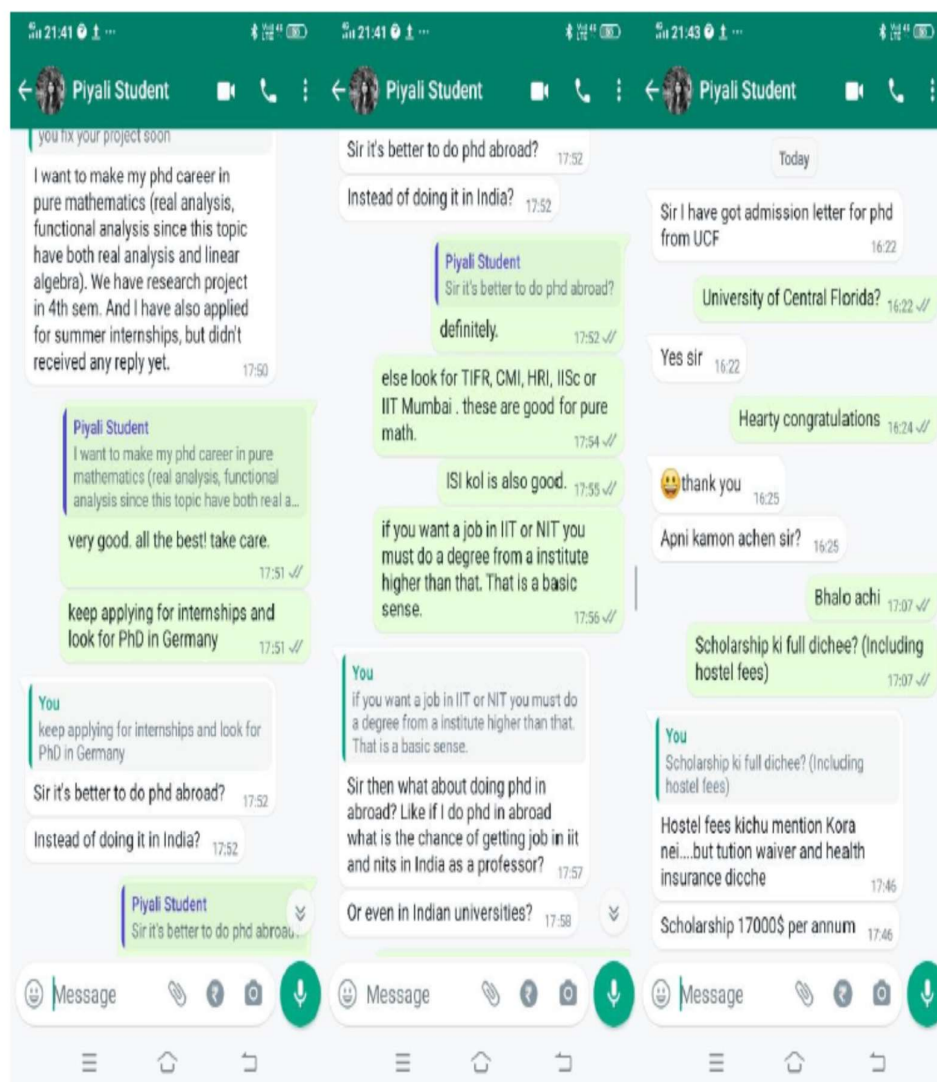 21:41
Piyali Student
you fix your project soon
I want to make my phd career in
pure mathematics (real analysis,
functional analysis since this topic
have both real analysis and linear
algebra). We have research project
in 4th sem. And I have also applied
for summer internships, but didn't
received any reply yet.
17:50
Piyali Student
I want to make my phd career in pure
mathematics (real analysis, functional
analysis since this topic have both real a...
very good. all the best! take care.
17:51
keep applying for internships and
look for PhD in Germany
17:51
You
keep applying for internships and look for
PhD in Germany
Sir it's better to do phd abroad?
17:52
Instead of doing it in India?
17:52
Piyali Student
Sir it's better to do phd abroad?
Message
21:41
Piyali Student
Sir it's better to do phd abroad?
17:52
Instead of doing it in India?
17:52
Piyali Student
Sir it's better to do phd abroad?
definitely.
17:52
else look for TIFR, CMI, HRI, IISc or
IIT Mumbai . these are good for pure
math.
17:54
ISI kol is also good.
17:55
if you want a job in IIT or NIT you
must do a degree from a institute
higher than that. That is a basic
sense.
17:56
You
if you want a job in IIT or NIT you must do
a degree from a institute higher than that.
That is a basic sense.
Sir then what about doing phd in
abroad? Like if I do phd in abroad
what is the chance of getting job in iit
and nits in India as a professor?
17:57
Or even in Indian universities?
17:58
Message
21:43
Piyali Student
Today
Sir I have got admission letter for phd
from UCF
16:22
University of Central Florida?
16:22
Yes sir
16:22
Hearty congratulations
16:24
thank you
16:25
Apni kamon achen sir?
16:25
Bhalo achi
17:07
Scholarship ki full dichee? (Including
hostel fees)
17:07
You
Scholarship ki full dichee? (Including
hostel fees)
Hostel fees kichu mention Kora
nei....but tution waiver and health
insurance dicche
17:46
Scholarship 17000$ per annum
17:46
Message